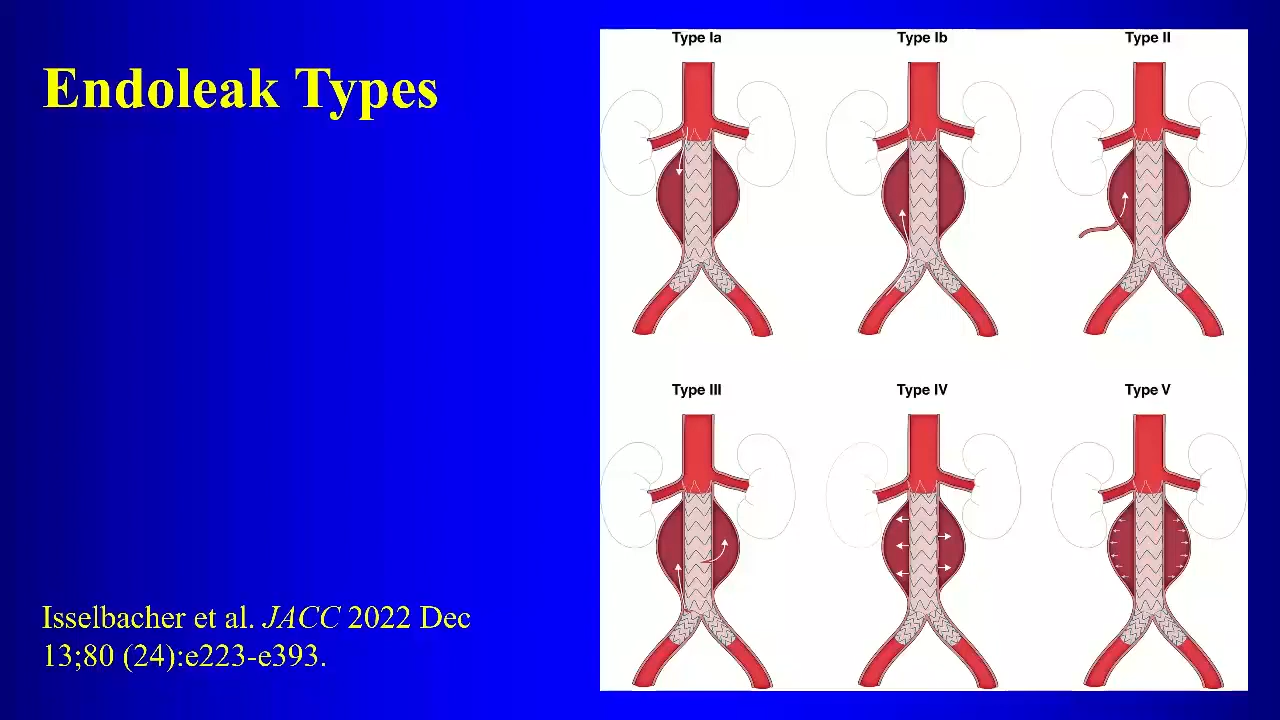 Endoleak Types
Type Ia
Type Ib
Type II
Type III
Type IV
Type V
Isselbacher et al. JACC 2022 Dec
13;80 (24):e223-e393.